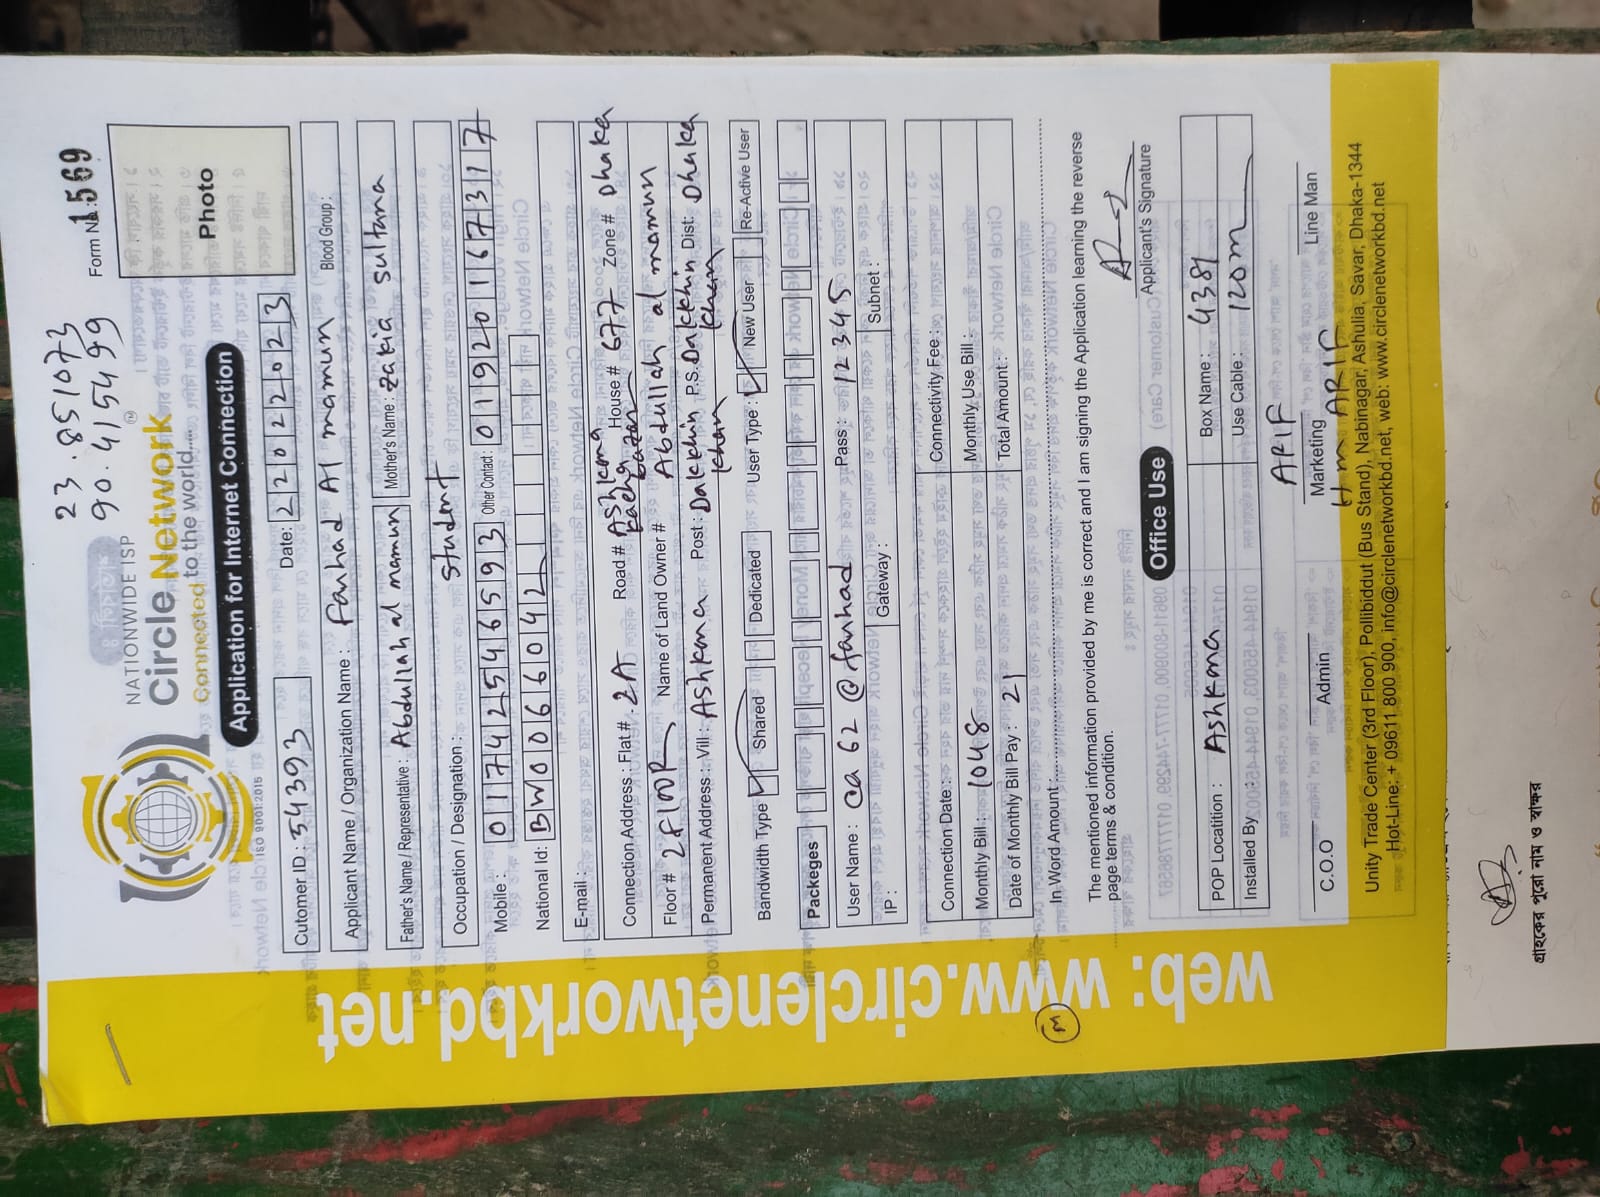 23.851073
90.415499
Form No: 1569
NATIONWIDE ISP
Circle Network
Connected to the world.....
ISO 9001:2015
Photo
Application for Internet Connection
Cutomer ID : 54393
Date: 22022023
Applicant Name / Organization Name : Farhad Al mamun
Blood Group :
Father's Name / Representative : Abdullah al mamun
Mother's Name : Zakia sultana
Occupation / Designation : student
Mobile : 01742546593
Other Contact : 01920167317
National Id: BW0066042
E-mail :
Connection Address : Flat # 2A Road # Ashkona House # 677 Zone # Dhaka
Floor # Name of Land Owner # Abdullah al mamun
Permanent Address : Vill : Ashkona Post : Dakkhin khan P.S. Dakkhin khan Dist. Dhaka
Bandwidth Type Shared Dedicated User Type : New User Re-Active User
Packeges
User Name : ca 62 @farhad Pass : 12345
IP : Gateway : Subnet :
Connection Date : Connectivity Fee :
Monthly Bill : 1048 Monthly Use Bill :
Date of Monthly Bill Pay : 21 Total Amount :
In Word Amount :
The mentioned information provided by me is correct and I am signing the Application learning the reverse
page terms & condition.
Applicant's Signature
Office Use
POP Locatition : Ashkona Box Name : 4381
Installed By : Use Cable : 120m
ARIF
C.O.O Admin Marketing Line Man
H.m. ARIF
Unity Trade Center (3rd Floor), Pollibiddut (Bus Stand), Nabinagar, Ashulia, Savar, Dhaka-1344
Hot-Line: + 09611 800 900, info@circlenetworkbd.net, web: www.circlenetworkbd.net
web: www.circlenetworkbd.net
M
গ্রাহকের পুরো নাম ও স্বাক্ষর